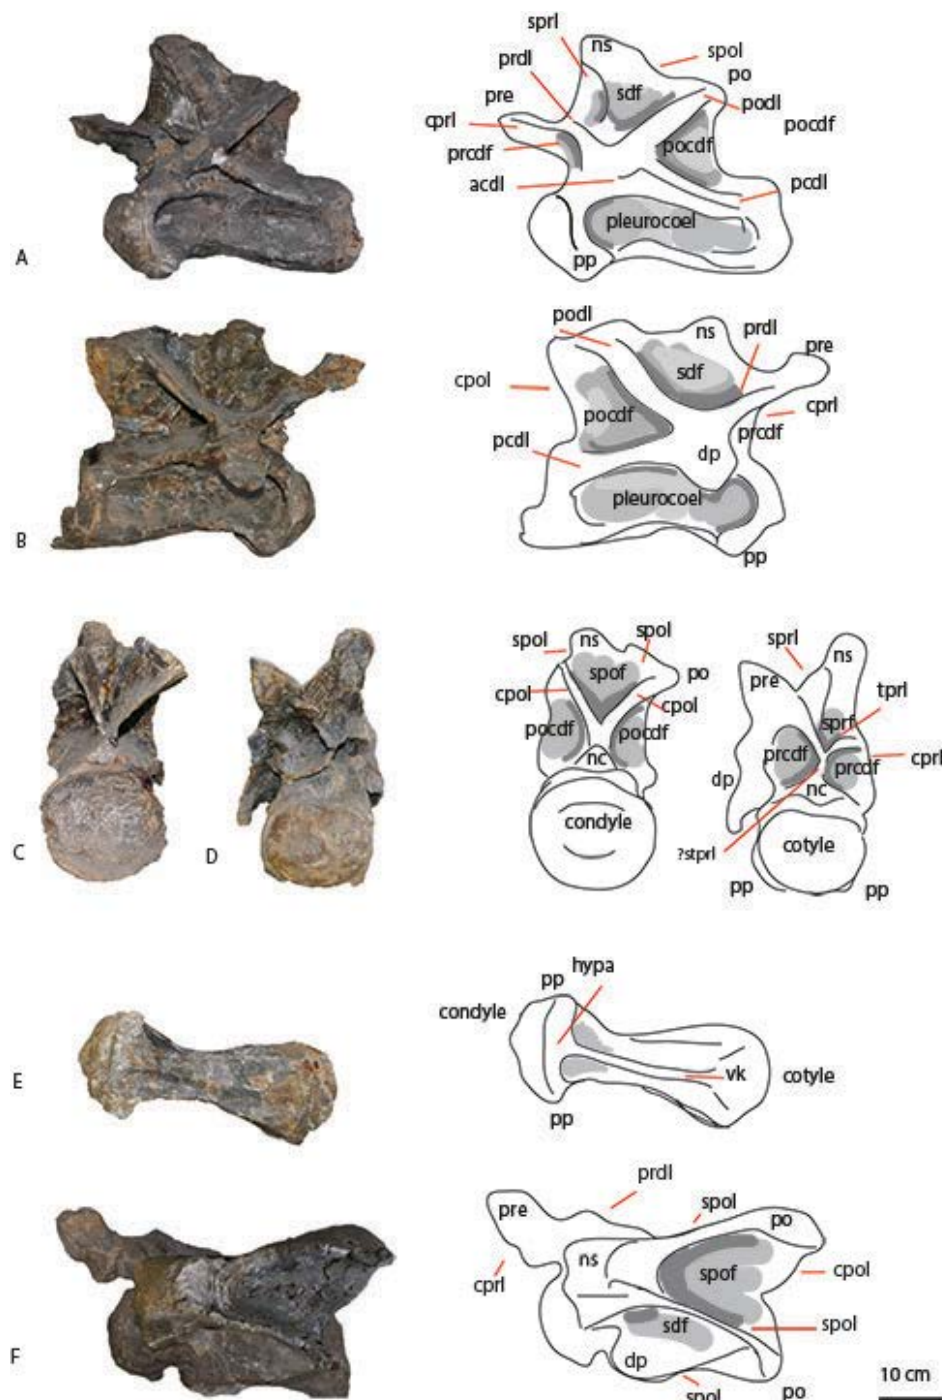 sprl
ns
spol
prdl
po
pre
sdf
podl
cprl
pocdf
prcdf
pocdf
acdl
pcdl
pleurocoel
A
pp
podl
ns
prdl
pre
cpol
sdf
pocdf
cprl
pcdl
prcdf
dp
pleurocoel
B
pp
spol
ns
spol
sprl
ns
spof
po
pre
cpol
cpol
tprl
pocdf
pocdf
sprf
prcdf
cprl
dp
prcdf
nc
nc
condyle
cotyle
C
D
?stprl
pp
pp
hypa
pp
condyle
E
vk
cotyle
pp
prdl
spol
pre
po
ns
spof
cpol
cprl
sdf
spol
F
dp
10 cm
spol
po